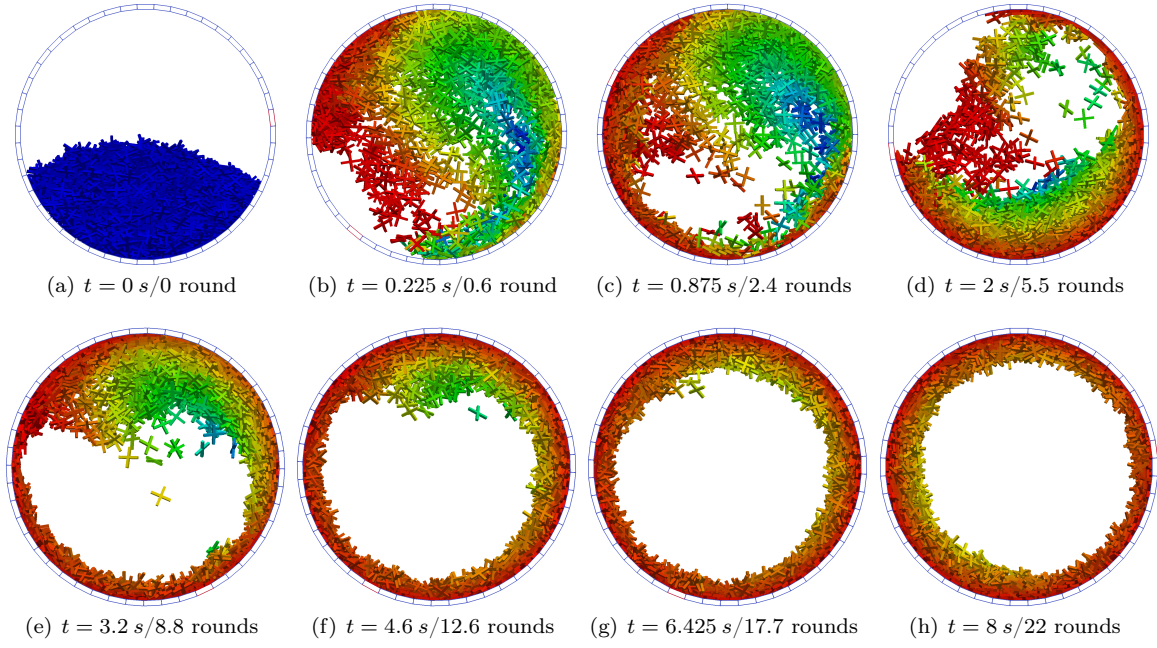 (a) t = 0 s/0 round
(b) t = 0.225 s/0.6 round
(c) t = 0.875 s/2.4 rounds
(d) t = 2 s/5.5 rounds
(e) t = 3.2 s/8.8 rounds
(f) t = 4.6 s/12.6 rounds
(g) t = 6.425 s/17.7 rounds
(h) t = 8 s/22 rounds